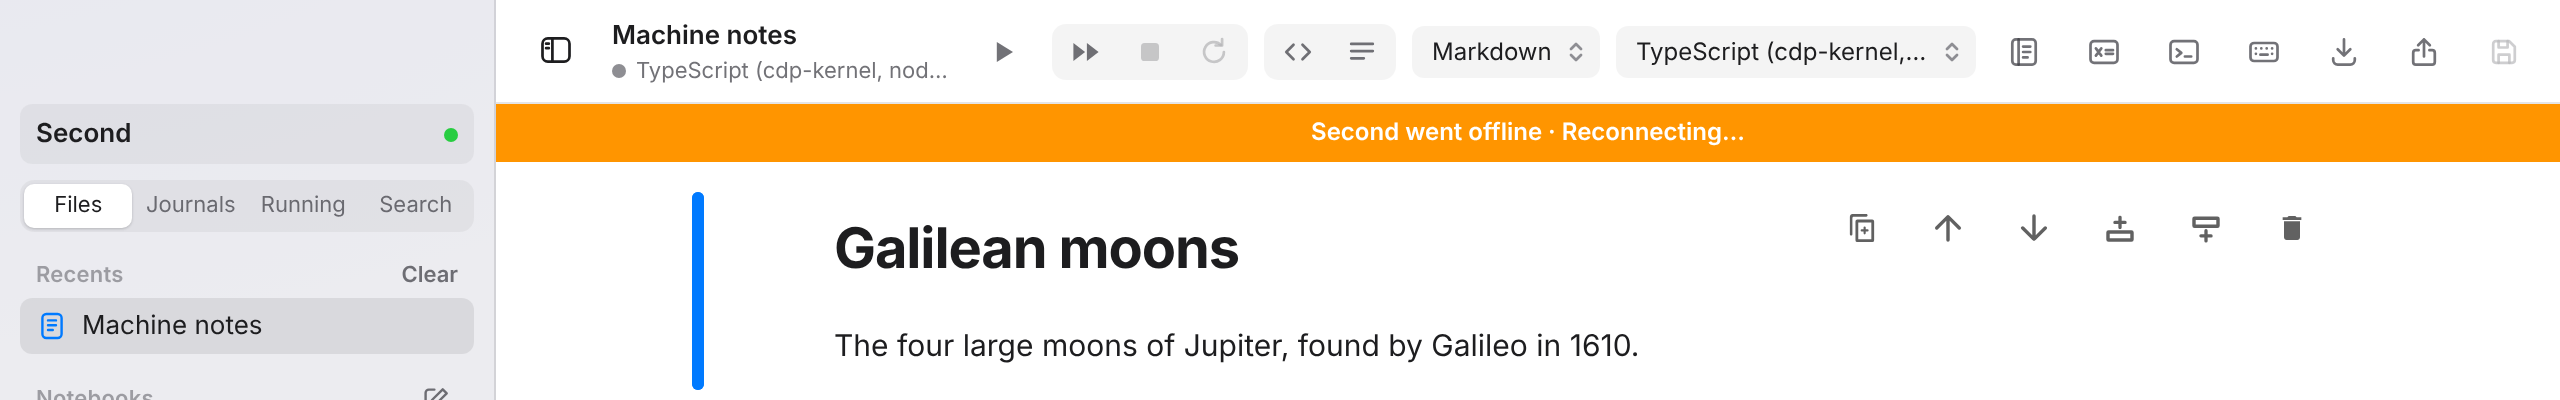 Machine notes
TypeScript (cdp-kernel, nod...
Markdown
TypeScript (cdp-kernel,...
Second
Second went offline · Reconnecting...
Files Journals Running Search
Recents Clear
Machine notes
Notebooks
Galilean moons
The four large moons of Jupiter, found by Galileo in 1610.